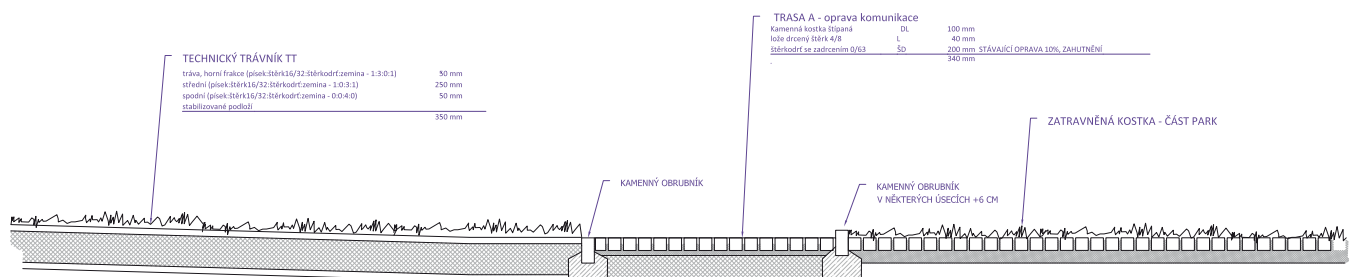 TECHNICKÝ TRÁVNÍK TT
tráva, horní frakce (písek:štěrk16/32:štěrkodrť:zemina - 1:3:0:1) 50 mm
střední (písek:štěrk16/32:štěrkodrť:zemina - 1:0:3:1) 250 mm
spodní (písek:štěrk16/32:štěrkodrť:zemina - 0:0:4:0) 50 mm
stabilizované podloží
350 mm
TRASA A - oprava komunikace
Kamenná kostka štípaná DL 100 mm
lože drcený štěrk 4/8 L 40 mm
štěrkodrť se zadrcením 0/63 ŠD 200 mm STÁVAJÍCÍ OPRAVA 10%, ZAHUTNĚNÍ
. 340 mm
ZATRAVNĚNÁ KOSTKA - ČÁST PARK
KAMENNÝ OBRUBNÍK
KAMENNÝ OBRUBNÍK
V NĚKTERÝCH ÚSECÍCH +6 CM